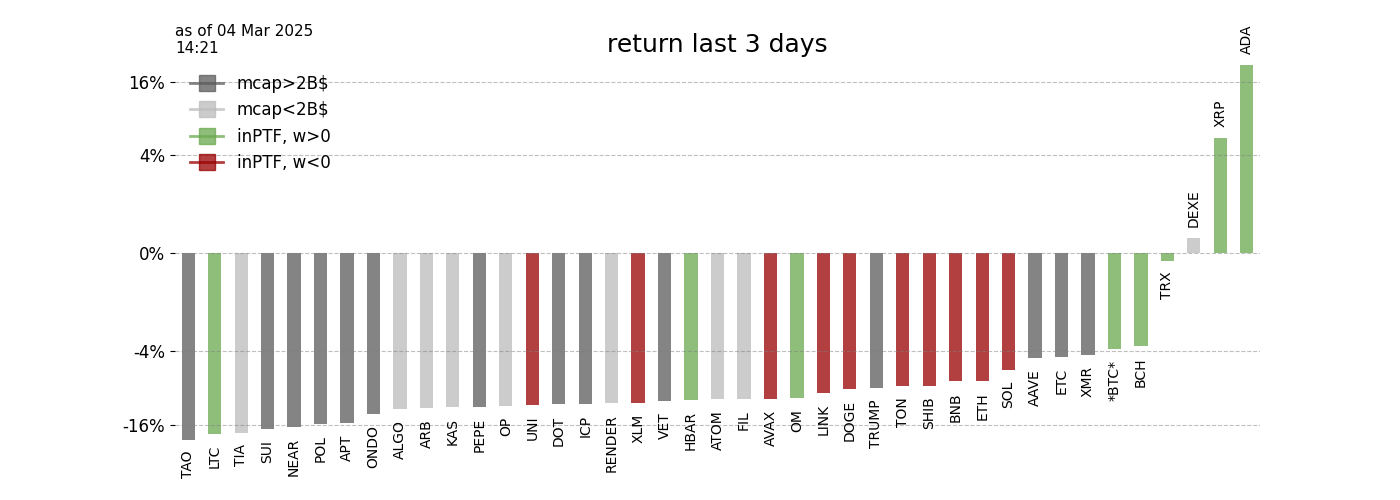 as of 04 Mar 2025
14:21
return last 3 days
mcap>2B$
mcap<2B$
inPTF, w>0
inPTF, w<0
16%
4%
0%
-4%
-16%
TAO
LTC
TIA
SUI
NEAR
POL
APT
ONDO
ALGO
ARB
KAS
PEPE
OP
UNI
DOT
ICP
RENDER
XLM
VET
HBAR
ATOM
FIL
AVAX
OM
LINK
DOGE
TRUMP
TON
SHIB
BNB
ETH
SOL
AAVE
ETC
XMR
*BTC*
BCH
TRX
DEXE
XRP
ADA